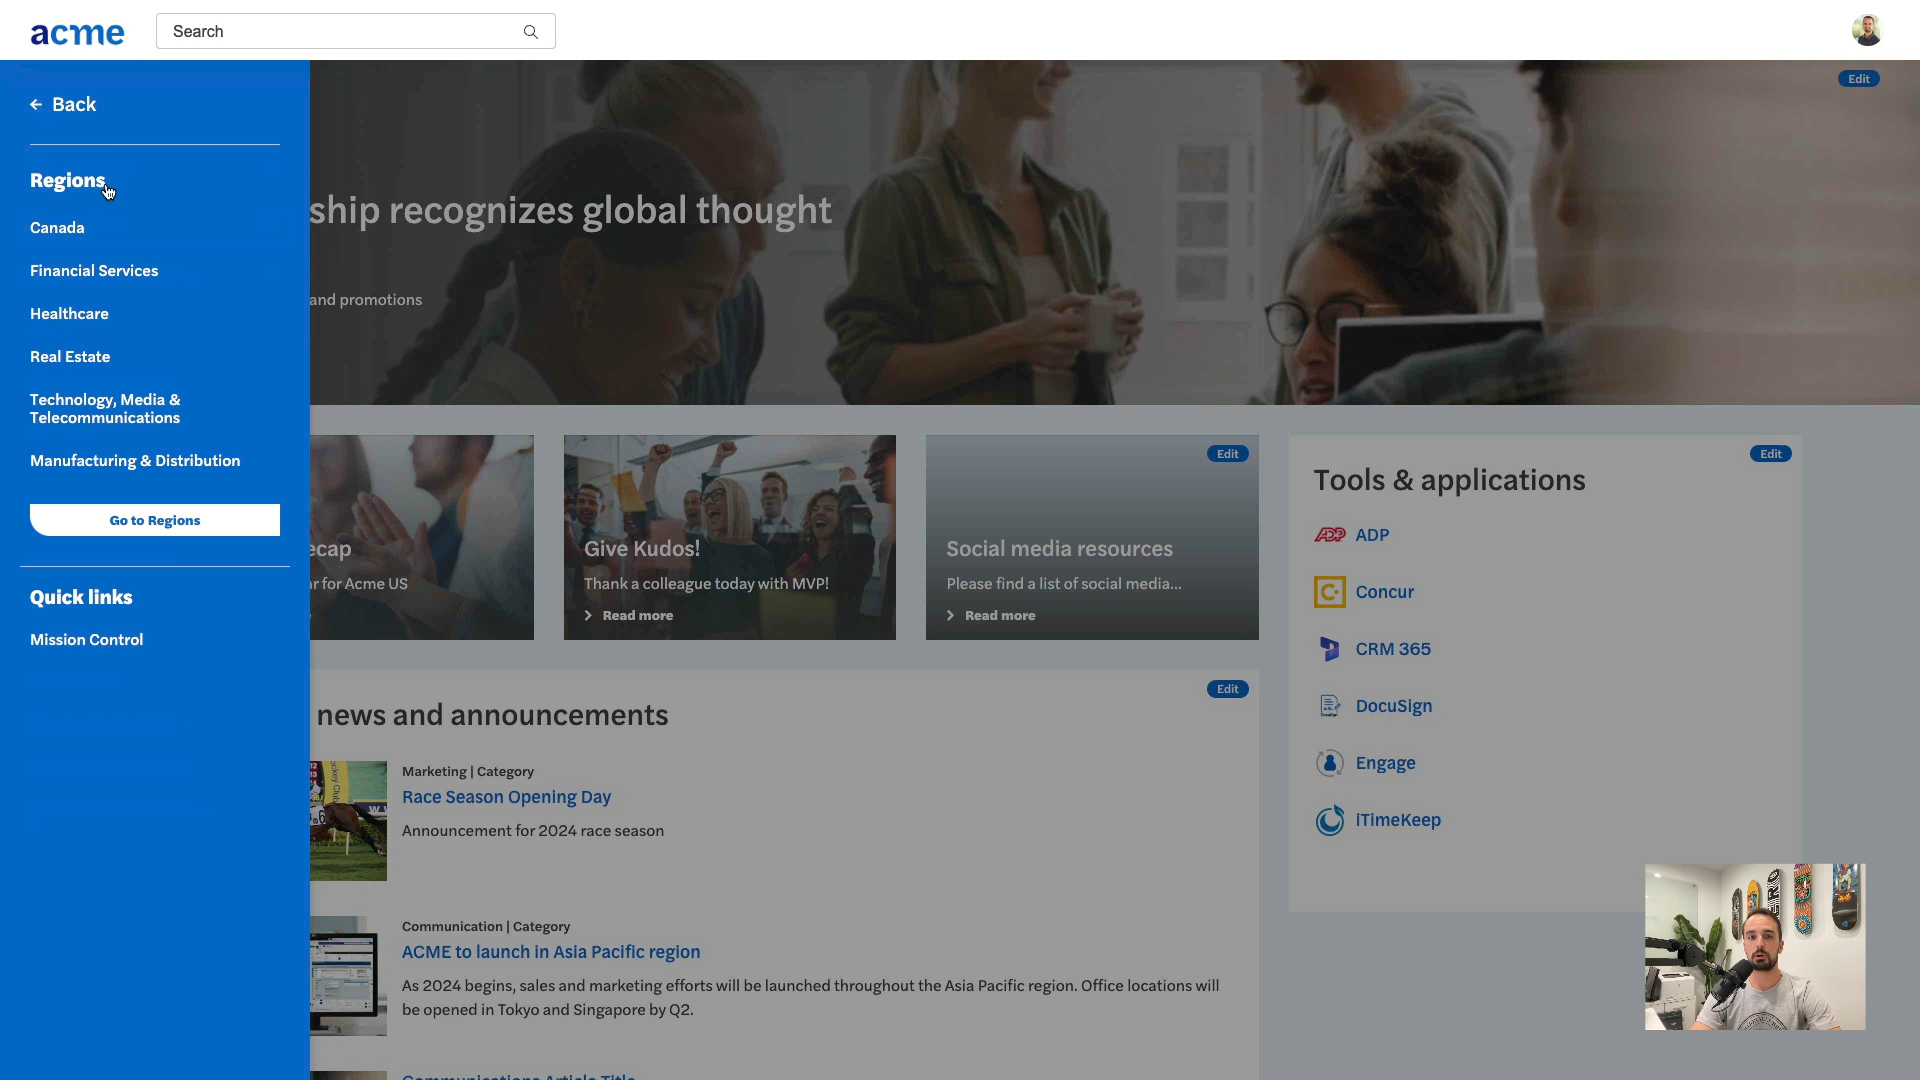 acme
Search
Edit
Back
Regions
Canada
Financial Services
Healthcare
Real Estate
Technology, Media &
Telecommunications
Manufacturing & Distribution
Go to Regions
Quick links
Mission Control
ship recognizes global thought
and promotions
ecap
r for Acme US
Give Kudos!
Thank a colleague today with MVP!
Read more
Edit
Social media resources
Please find a list of social media...
Read more
Edit
Tools & applications
ADP
ADP
Concur
CRM 365
DocuSign
Engage
iTimeKeep
Edit
news and announcements
Marketing | Category
Race Season Opening Day
Announcement for 2024 race season
Communication | Category
ACME to launch in Asia Pacific region
As 2024 begins, sales and marketing efforts will be launched throughout the Asia Pacific region. Office locations will
be opened in Tokyo and Singapore by Q2.
Communications Article Title